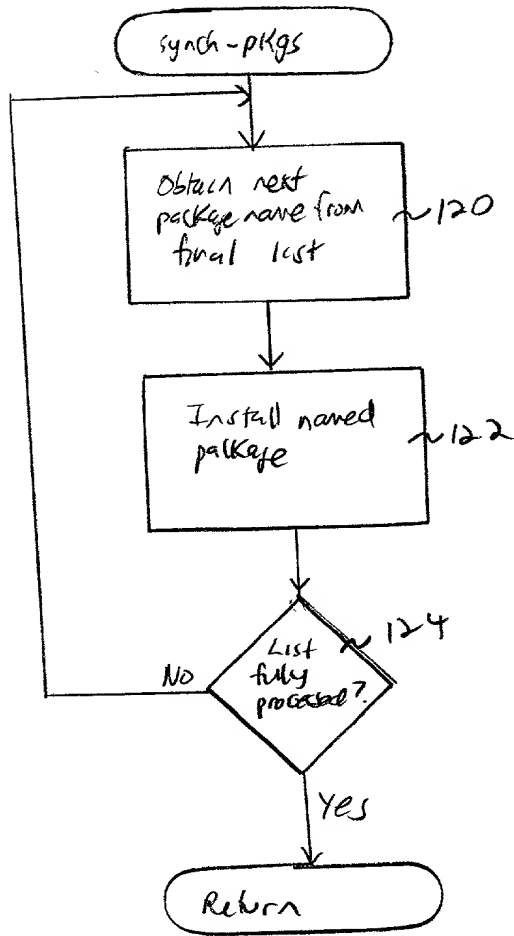 synch-pkgs
Obtain next
package name from
final list
120
Install named
package
122
124
List
fully
processed?
No
Yes
Return